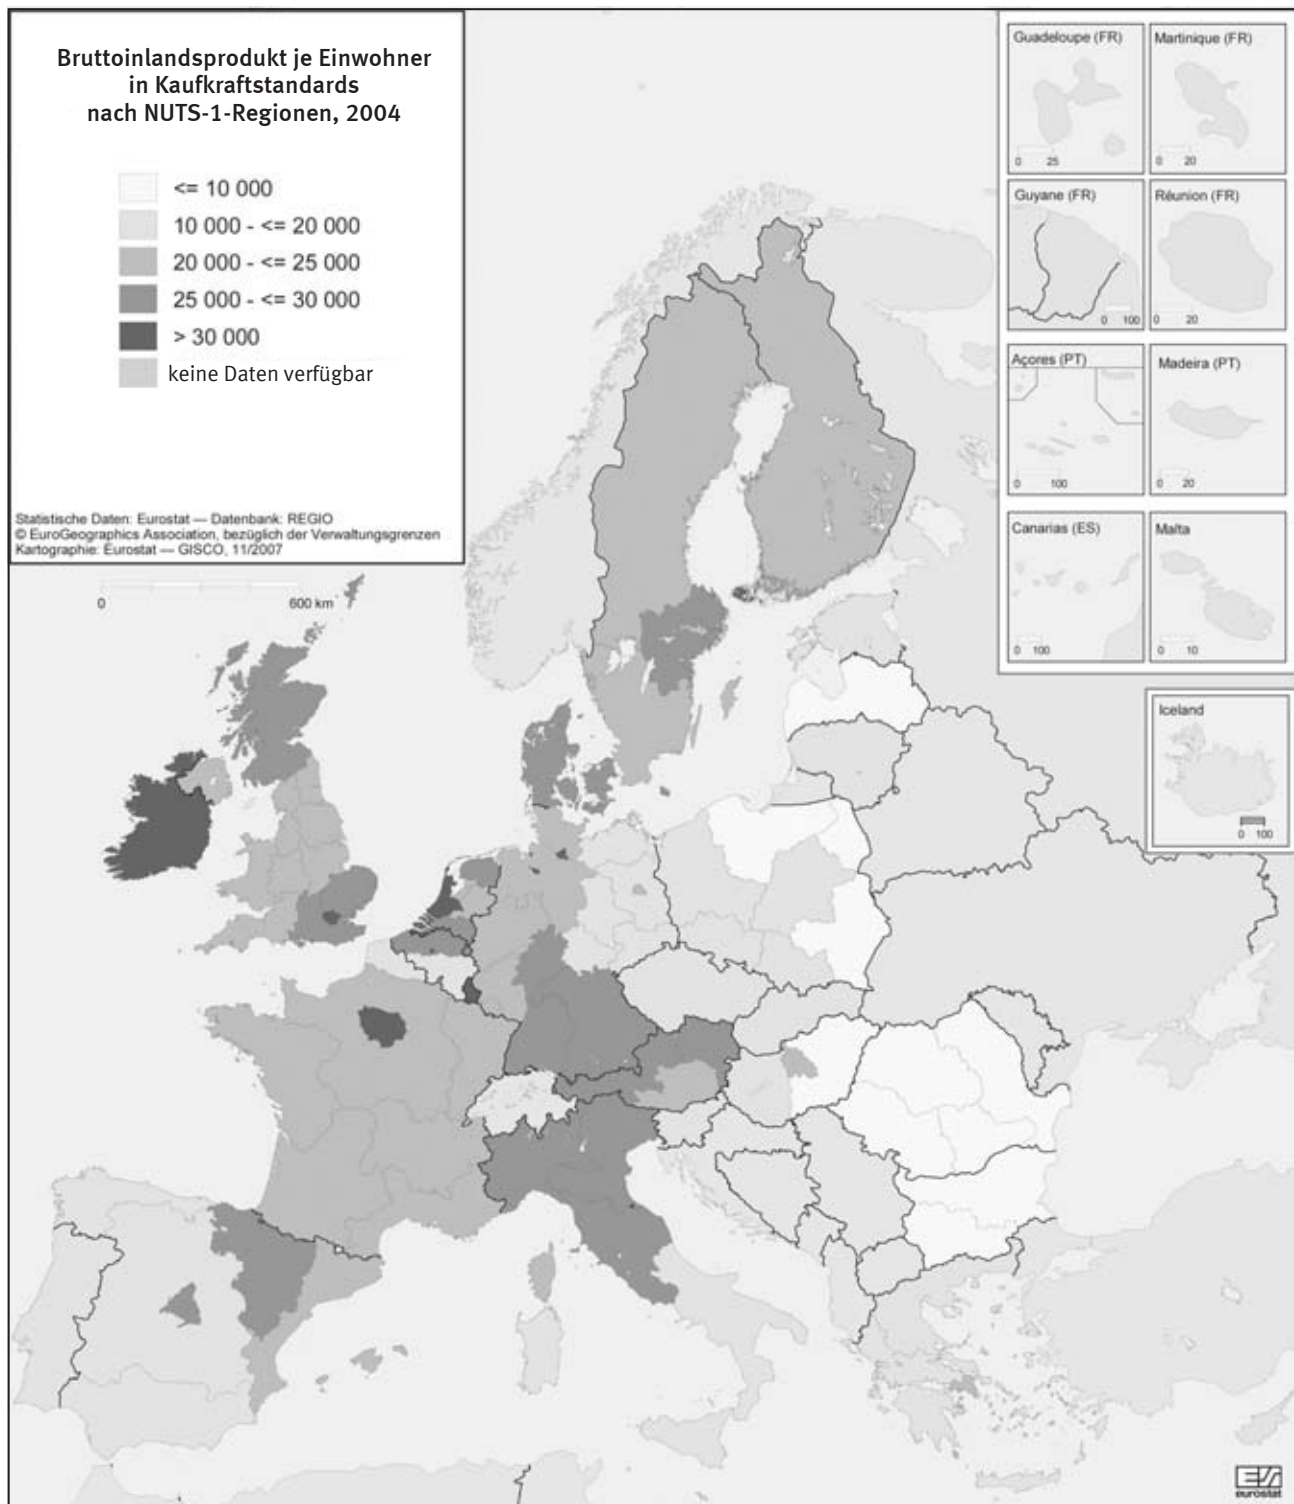 Bruttoinlandsprodukt je Einwohner
in Kaufkraftstandards
nach NUTS-1-Regionen, 2004
<= 10 000
10 000 - <= 20 000
20 000 - <= 25 000
25 000 - <= 30 000
> 30 000
keine Daten verfügbar
Statistische Daten: Eurostat — Datenbank: REGIO
© EuroGeographics Association, bezüglich der Verwaltungsgrenzen
Kartographie: Eurostat — GISCO, 11/2007
0 600 km
Guadeloupe (FR)
0 25
Martinique (FR)
0 20
Guyane (FR)
0 100
Réunion (FR)
0 20
Açores (PT)
0 100
Madeira (PT)
0 20
Canarias (ES)
0 100
Malta
0 10
Iceland
0 100
eurostat